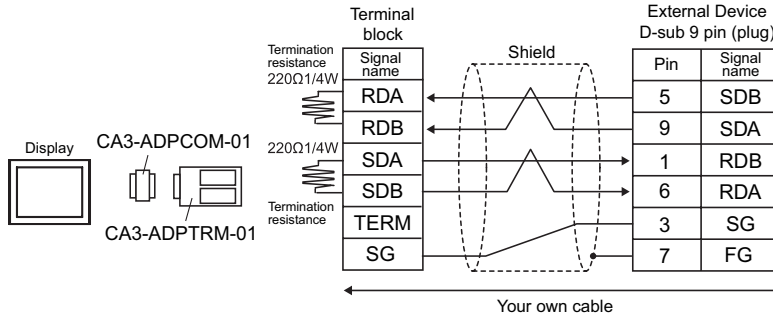 Terminal block
External Device
D-sub 9 pin (plug)
Termination resistance
220Ω1/4W
Signal name
Shield
Pin
Signal name
RDA
5
SDB
RDB
9
SDA
Display
CA3-ADPCOM-01
220Ω1/4W
SDA
1
RDB
SDB
6
RDA
CA3-ADPTRM-01
Termination resistance
TERM
3
SG
SG
7
FG
Your own cable